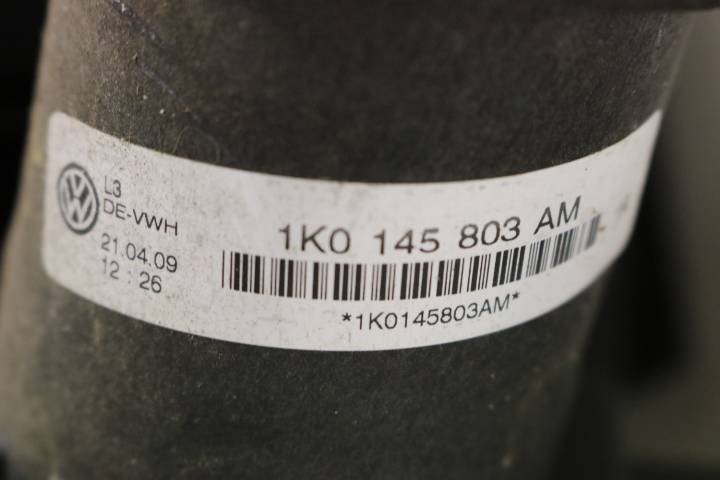 L3
DE-VWH
21.04.09
12 : 26
1K0 145 803 AM
*1K0145803AM*